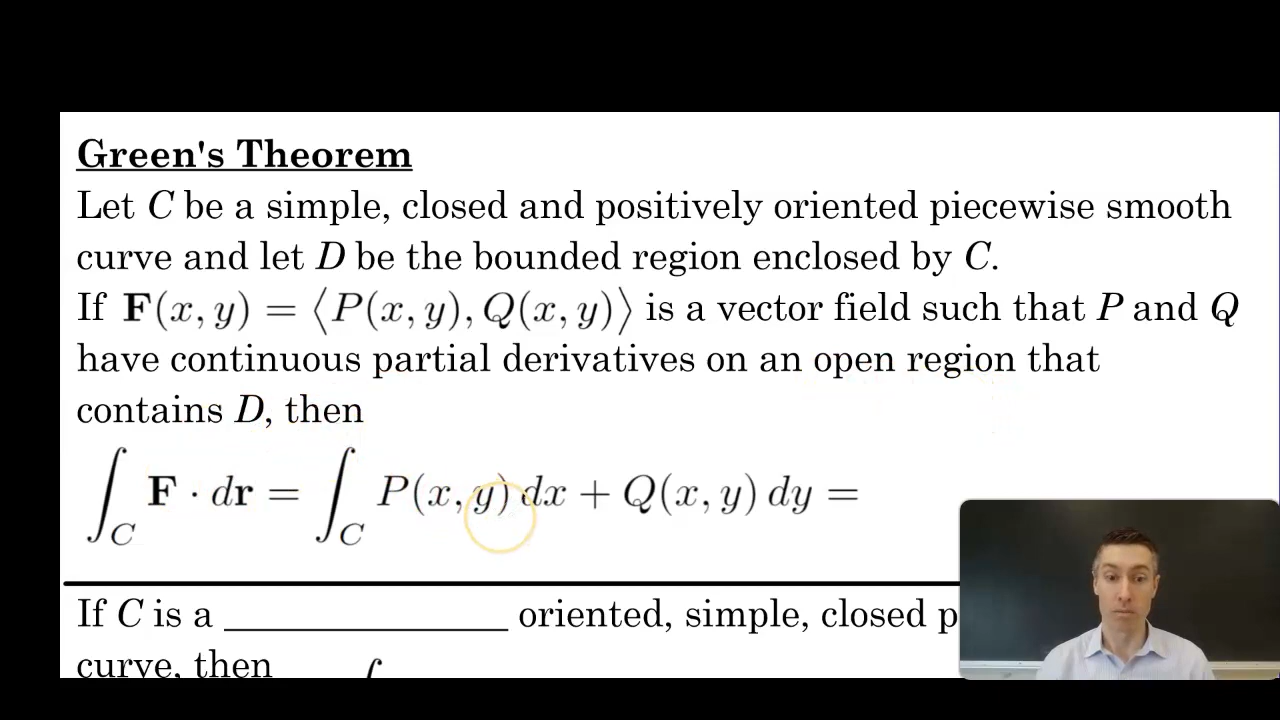 Green's Theorem
Let C be a simple, closed and positively oriented piecewise smooth
curve and let D be the bounded region enclosed by C.
If F(x, y) = ⟨P(x, y), Q(x, y)⟩ is a vector field such that P and Q
have continuous partial derivatives on an open region that
contains D, then
∫_C F · dr = ∫_C P(x, y) dx + Q(x, y) dy =
If C is a _______________ oriented, simple, closed p
curve, then ∫